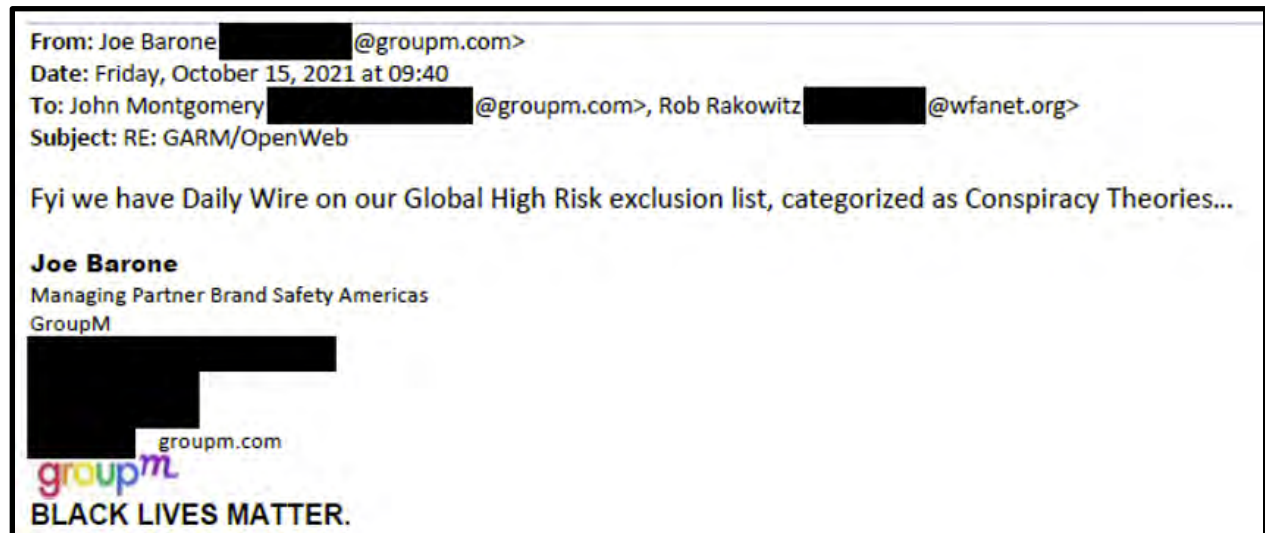 From: Joe Barone @groupm.com>
Date: Friday, October 15, 2021 at 09:40
To: John Montgomery @groupm.com>, Rob Rakowitz @wfanet.org>
Subject: RE: GARM/OpenWeb
Fyi we have Daily Wire on our Global High Risk exclusion list, categorized as Conspiracy Theories...
Joe Barone
Managing Partner Brand Safety Americas
GroupM
groupm.com
groupm
BLACK LIVES MATTER.